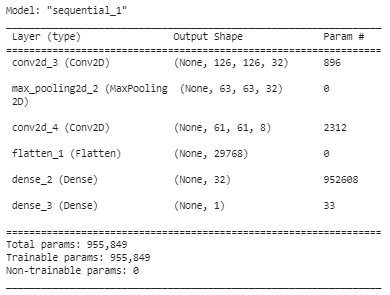 Model: "sequential_1"
Layer (type) Output Shape Param #
conv2d_3 (Conv2D) (None, 126, 126, 32) 896
max_pooling2d_2 (MaxPooling (None, 63, 63, 32) 0
2D)
conv2d_4 (Conv2D) (None, 61, 61, 8) 2312
flatten_1 (Flatten) (None, 29768) 0
dense_2 (Dense) (None, 32) 952608
dense_3 (Dense) (None, 1) 33
Total params: 955,849
Trainable params: 955,849
Non-trainable params: 0